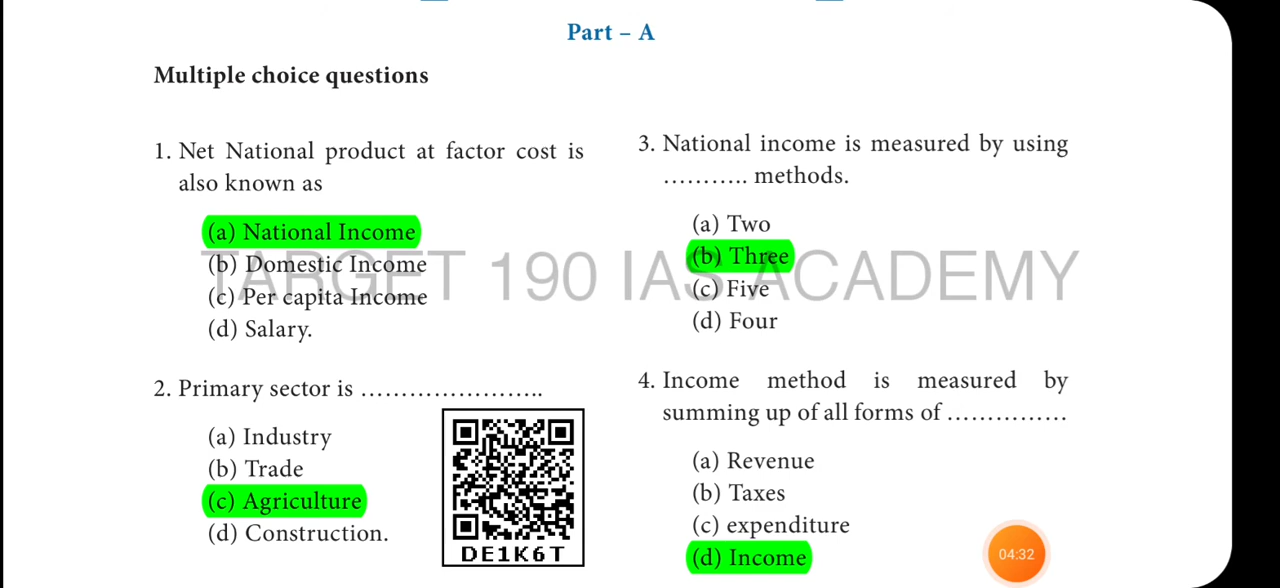 Part – A
Multiple choice questions
1. Net National product at factor cost is
also known as
(a) National Income
(b) Domestic Income
(c) Per capita Income
(d) Salary.
2. Primary sector is …………………..
(a) Industry
(b) Trade
(c) Agriculture
(d) Construction.
DE1K6T
3. National income is measured by using
……….. methods.
(a) Two
(b) Three
(c) Five
(d) Four
4. Income method is measured by
summing up of all forms of ……………
(a) Revenue
(b) Taxes
(c) expenditure
(d) Income
TARGET 190 IAS ACADEMY
04:32